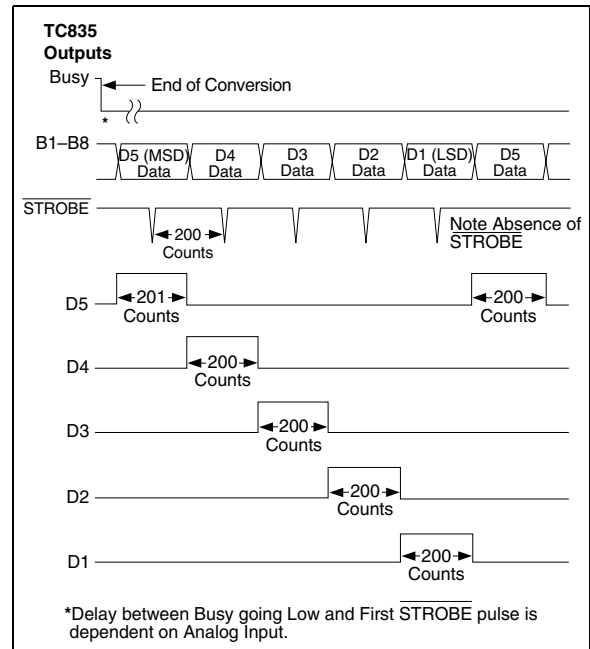 TC835
Outputs
Busy
End of Conversion
*
B1–B8
D5 (MSD) Data
D4 Data
D3 Data
D2 Data
D1 (LSD) Data
D5 Data
STROBE
200 Counts
Note Absence of STROBE
D5
201 Counts
200 Counts
D4
200 Counts
D3
200 Counts
D2
200 Counts
D1
200 Counts
*Delay between Busy going Low and First STROBE pulse is
dependent on Analog Input.